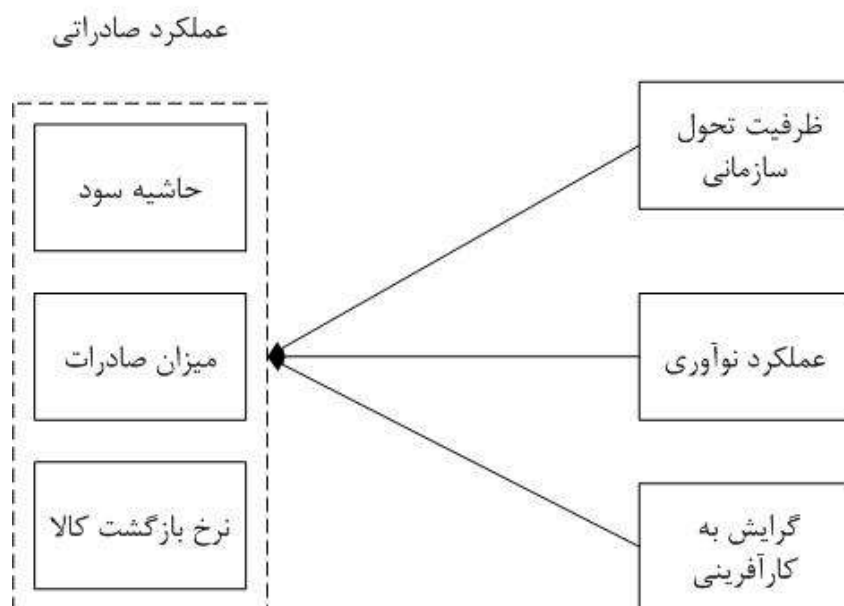 عملکرد صادراتی
ظرفیت تحول
سازمانی
حاشیه سود
عملکرد نوآوری
میزان صادرات
گرایش به
کارآفرینی
نرخ بازگشت کالا